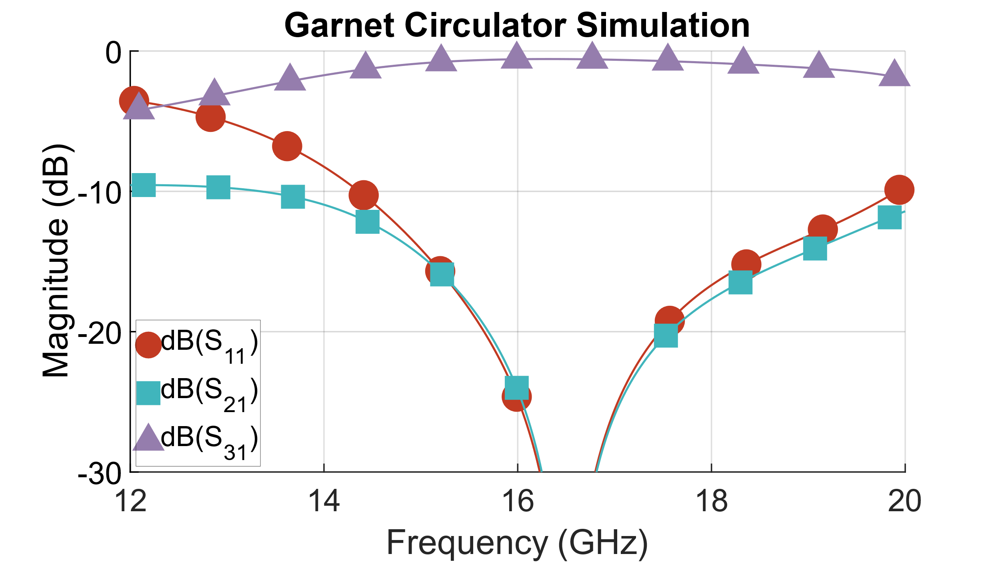 Garnet Circulator Simulation
0
-10
-20
-30
Magnitude (dB)
dB(S11)
dB(S21)
dB(S31)
12 14 16 18 20
Frequency (GHz)